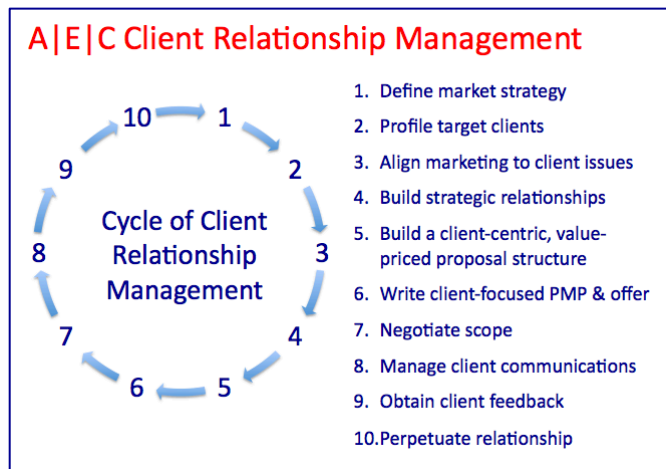 A|E|C Client Relationship Management
10
1
9
2
8
3
7
4
6
5
Cycle of Client
Relationship
Management
1. Define market strategy
2. Profile target clients
3. Align marketing to client issues
4. Build strategic relationships
5. Build a client-centric, value-
priced proposal structure
6. Write client-focused PMP & offer
7. Negotiate scope
8. Manage client communications
9. Obtain client feedback
10.Perpetuate relationship